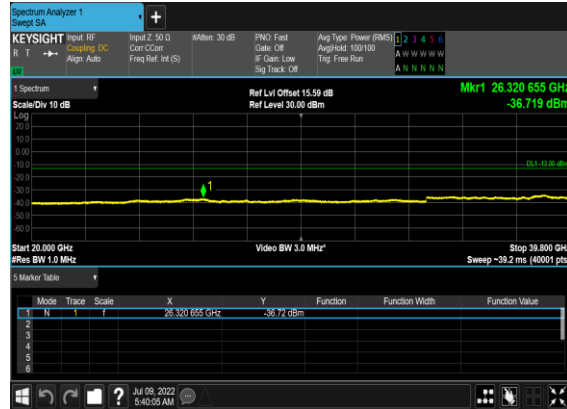 Spectrum Analyzer 1
Swept SA
+
KEYSIGHT
R T
Input: RF
Coupling: DC
Align: Auto
Input Z: 50 Ω
Corr CCorr
Freq Ref: Int (S)
#Atten: 30 dB
PNO: Fast
Gate: Off
IF Gain: Low
Sig Track: Off
Avg Type: Power (RMS)
Avg|Hold: 100/100
Trig: Free Run
1 2 3 4 5 6
A W W W W W
A N N N N N
1 Spectrum
Scale/Div 10 dB
Ref Lvl Offset 15.59 dB
Ref Level 30.00 dBm
Mkr1 26.320 655 GHz
-36.719 dBm
Log
20.0
10.0
0.00
-10.0
-20.0
-30.0
-40.0
-50.0
-60.0
DL1 -13.00 dBm
1
Start 20.000 GHz
#Res BW 1.0 MHz
Video BW 3.0 MHz*
Stop 39.800 GHz
Sweep ~39.2 ms (40001 pts)
5 Marker Table
Mode Trace Scale X Y Function Function Width Function Value
1 N 1 f 26.320 655 GHz -36.72 dBm
2
3
4
5
6
?
Jul 09, 2022
5:40:05 AM